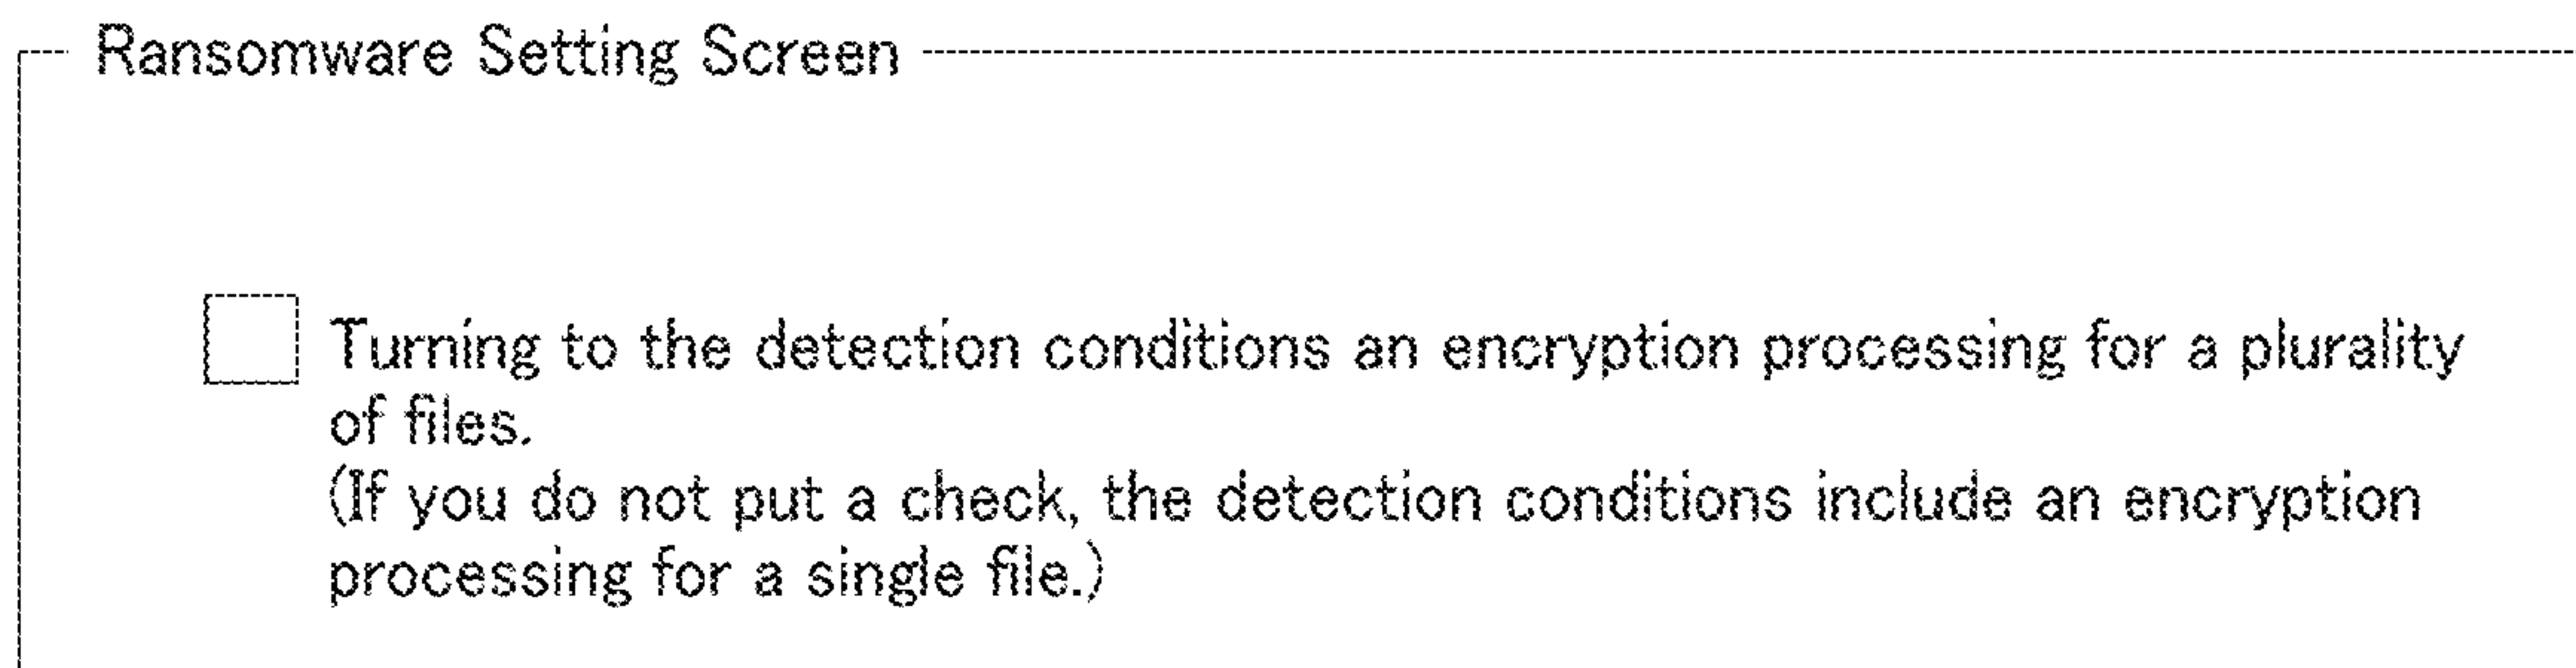 Ransomware Setting Screen
Turning to the detection conditions an encryption processing for a plurality
of files.
(If you do not put a check, the detection conditions include an encryption
processing for a single file.)